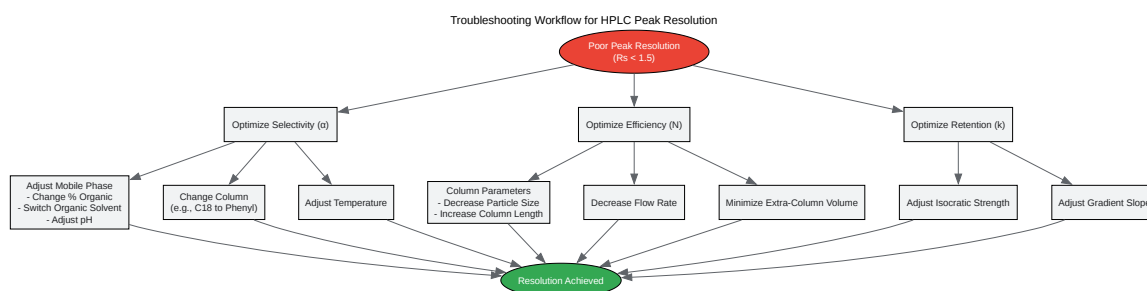 Troubleshooting Workflow for HPLC Peak Resolution
Poor Peak Resolution
(Rs < 1.5)
Optimize Selectivity (α)
Optimize Efficiency (N)
Optimize Retention (k)
Adjust Mobile Phase
- Change % Organic
- Switch Organic Solvent
- Adjust pH
Change Column
(e.g., C18 to Phenyl)
Adjust Temperature
Column Parameters
- Decrease Particle Size
- Increase Column Length
Decrease Flow Rate
Minimize Extra-Column Volume
Adjust Isocratic Strength
Adjust Gradient Slope
Resolution Achieved